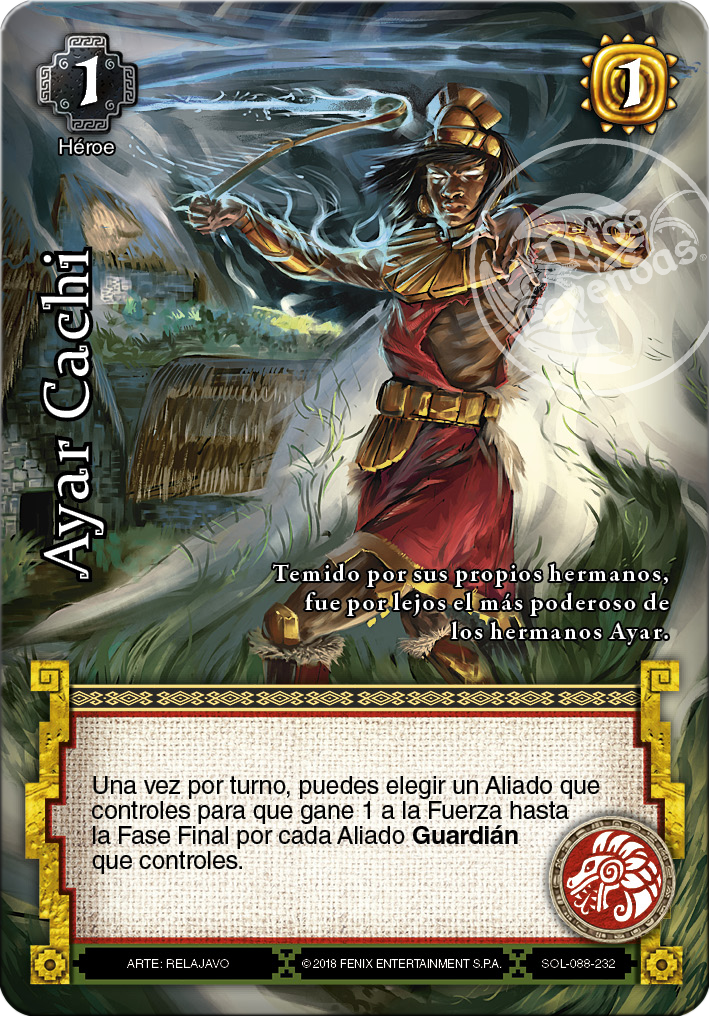 1
1
Héroe
Mitos
y
Leyendas
Ayar Cachi
Temido por sus propios hermanos,
fue por lejos el más poderoso de
los hermanos Ayar.
Una vez por turno, puedes elegir un Aliado que
controles para que gane 1 a la Fuerza hasta
la Fase Final por cada Aliado Guardián
que controles.
ARTE: RELAJAVO
©2018 FENIX ENTERTAINMENT S.P.A.
SOL-088-232